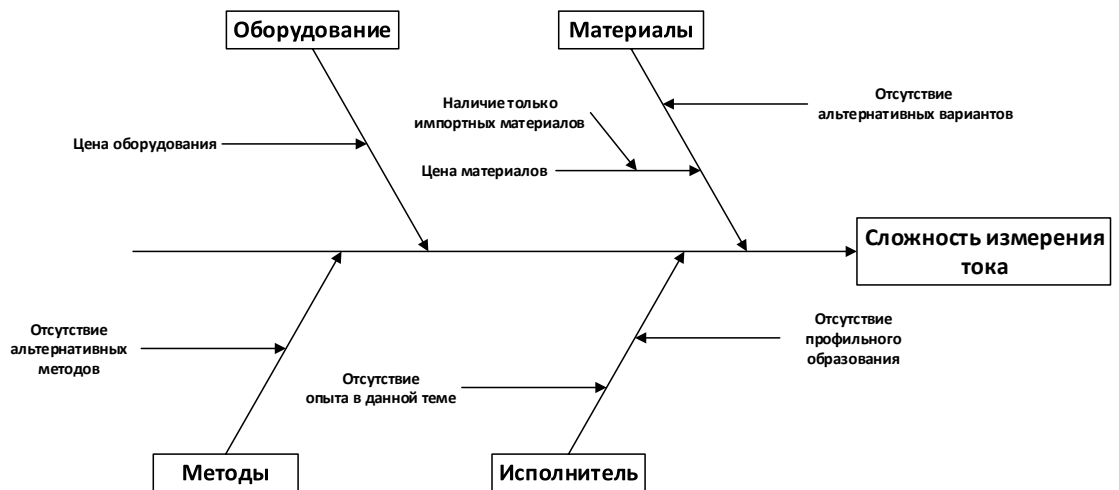 Оборудование
Материалы
Наличие только
импортных материалов
Отсутствие
альтернативных вариантов
Цена оборудования
Цена материалов
Сложность измерения
тока
Отсутствие
альтернативных
методов
Отсутствие
профильного
образования
Отсутствие
опыта в данной теме
Методы
Исполнитель